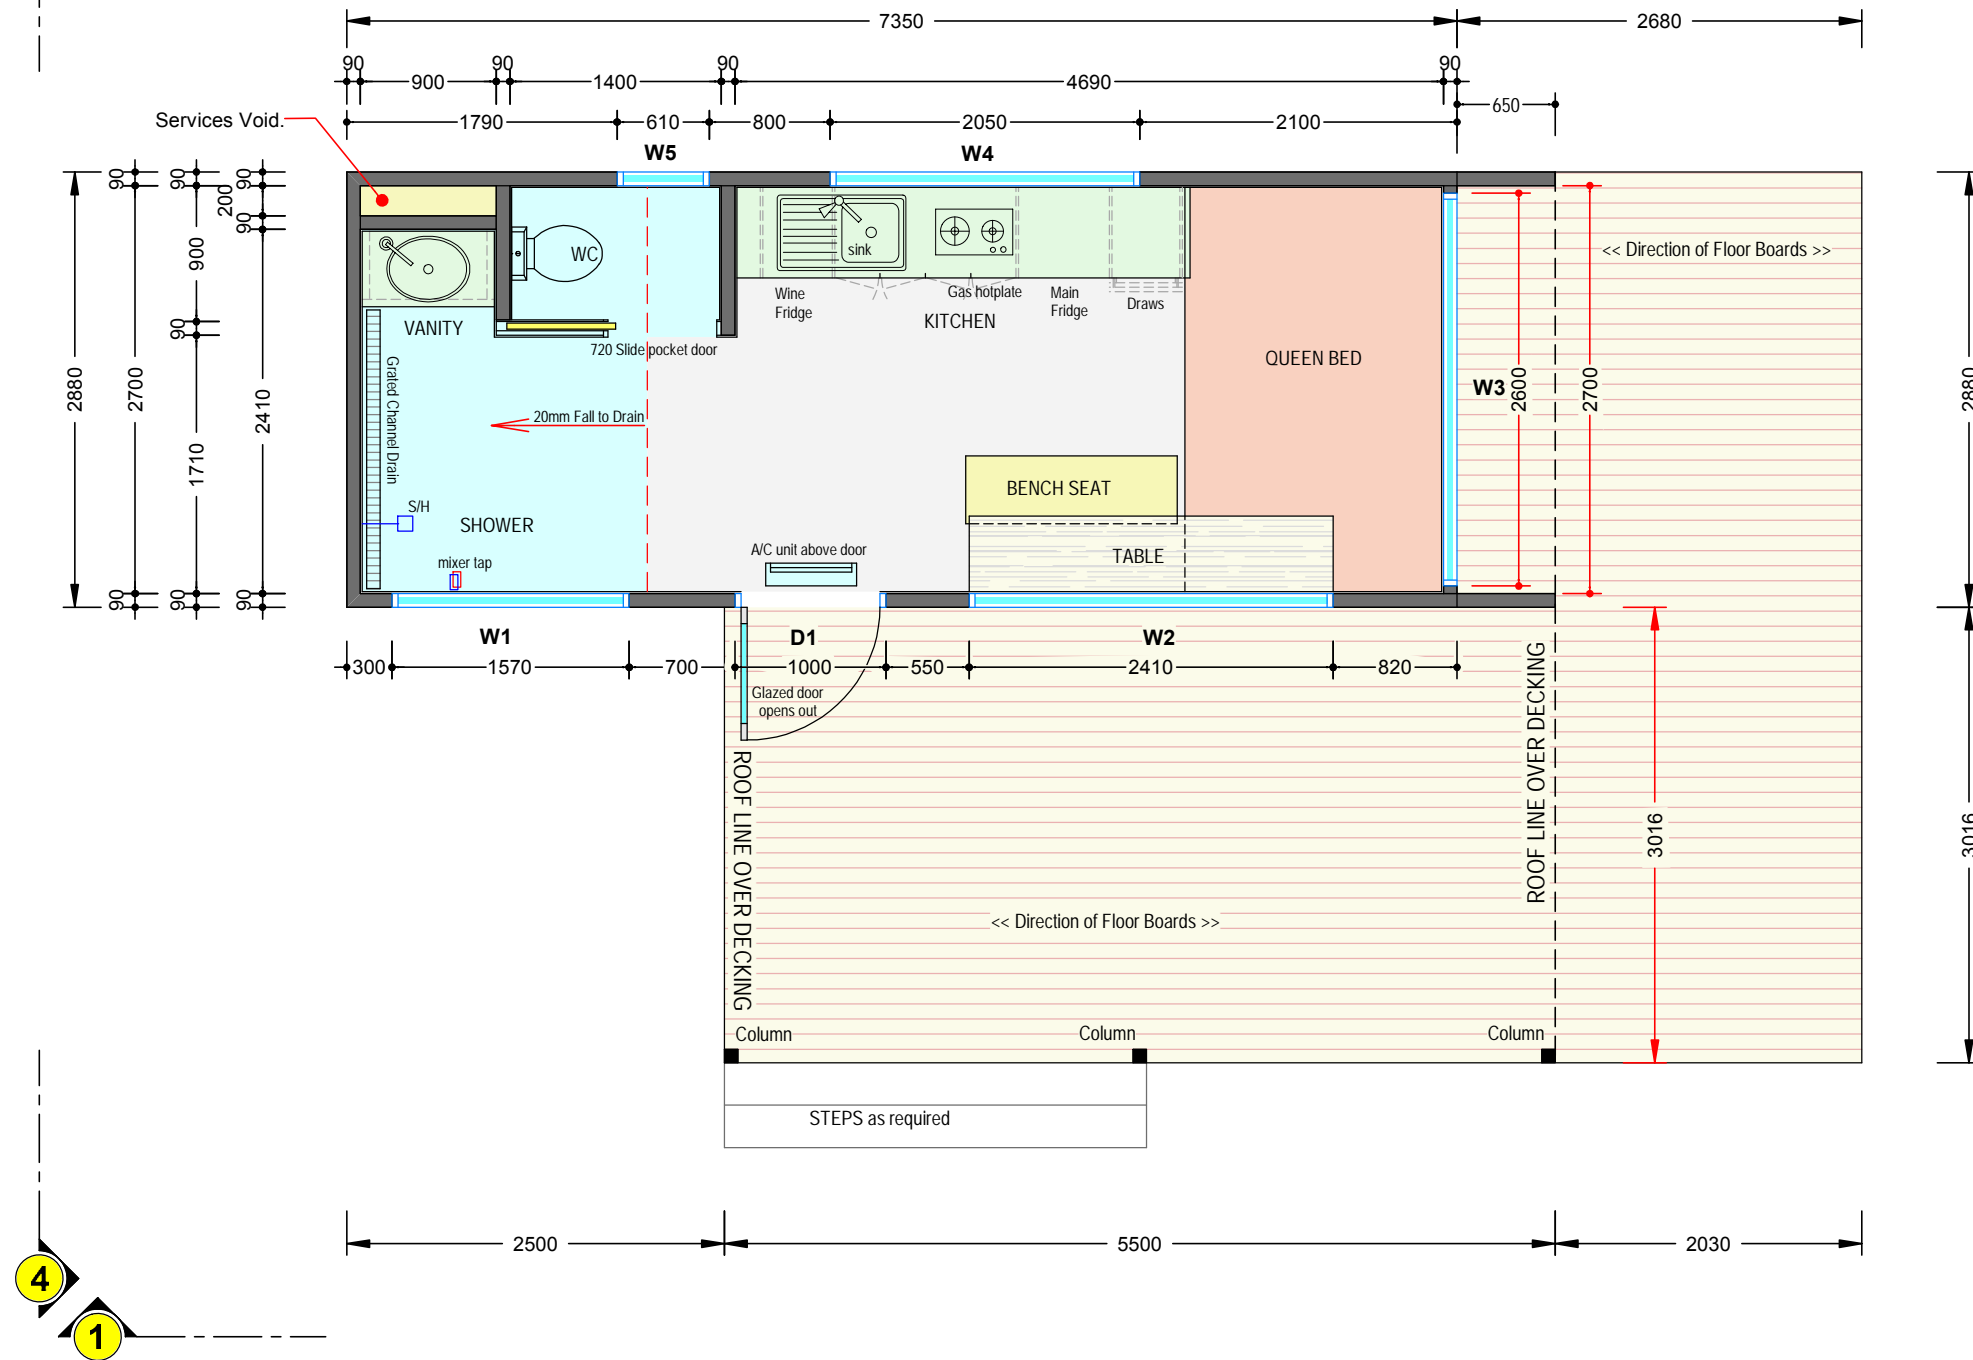 7350
2680
90
90
90
90
900
1400
4690
650
Services Void.
1790
610
800
2050
2100
W5
W4
90
90
90
200
90
900
90
2880
2700
1710
2410
90
90
90
WC
sink
Wine
Fridge
Gas hotplate
Main
Fridge
Draws
KITCHEN
VANITY
720 Slide pocket door
Grated Channel Drain
20mm Fall to Drain
QUEEN BED
W3
2600
2700
<< Direction of Floor Boards >>
2880
BENCH SEAT
S/H
SHOWER
mixer tap
A/C unit above door
TABLE
W1
D1
W2
300
1570
700
1000
550
2410
820
Glazed door
opens out
ROOF LINE OVER DECKING
ROOF LINE OVER DECKING
3016
3016
<< Direction of Floor Boards >>
Column
Column
Column
STEPS as required
2500
5500
2030
4
1